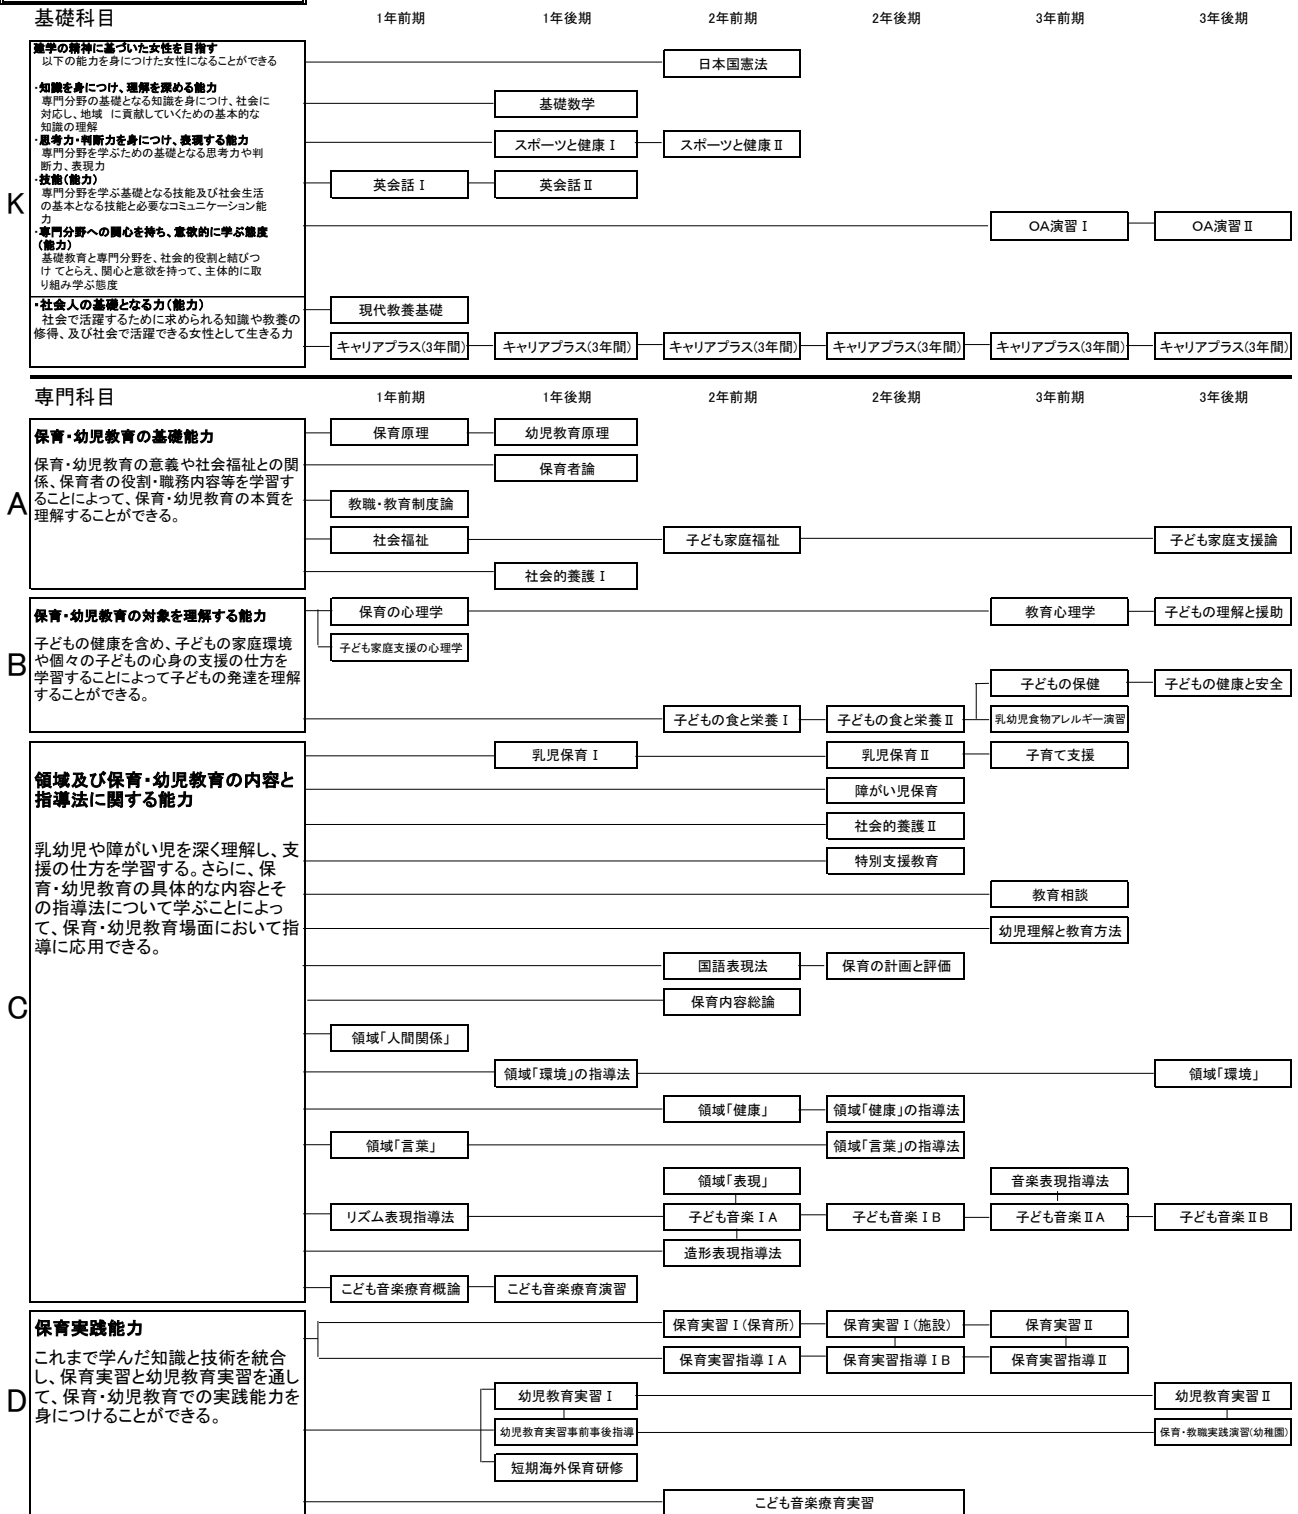 基礎科目 1年前期 1年後期 2年前期 2年後期 3年前期 3年後期
K
建学の精神に基づいた女性を目指す
以下の能力を身につけた女性になることができる
・知識を身につけ、理解を深める能力
専門分野の基礎となる知識を身につけ、社会に
対応し、地域 に貢献していくための基本的な
知識の理解
・思考力・判断力を身につけ、表現する能力
専門分野を学ぶための基礎となる思考力や判
断力、表現力
・技能(能力)
専門分野を学ぶ基礎となる技能及び社会生活
の基本となる技能と必要なコミュニケーション能
力
・専門分野への関心を持ち、意欲的に学ぶ態度
(能力)
基礎教育と専門分野を、社会的役割と結びつ
け てとらえ、関心と意欲を持って、主体的に取
り組み学ぶ態度
・社会人の基礎となる力(能力)
社会で活躍するために求められる知識や教養の
修得、及び社会で活躍できる女性として生きる力
日本国憲法
基礎数学
スポーツと健康Ⅰ スポーツと健康Ⅱ
英会話Ⅰ 英会話Ⅱ
OA演習Ⅰ OA演習Ⅱ
現代教養基礎
キャリアプラス(3年間) キャリアプラス(3年間) キャリアプラス(3年間) キャリアプラス(3年間) キャリアプラス(3年間) キャリアプラス(3年間)
専門科目 1年前期 1年後期 2年前期 2年後期 3年前期 3年後期
A
保育・幼児教育の基礎能力
保育・幼児教育の意義や社会福祉との関
係、保育者の役割・職務内容等を学習す
ることによって、保育・幼児教育の本質を
理解することができる。
保育原理 幼児教育原理
保育者論
教職・教育制度論
社会福祉 子ども家庭福祉 子ども家庭支援論
社会的養護Ⅰ
B
保育・幼児教育の対象を理解する能力
子どもの健康を含め、子どもの家庭環境
や個々の子どもの心身の支援の仕方を
学習することによって子どもの発達を理解
することができる。
保育の心理学 教育心理学 子どもの理解と援助
子ども家庭支援の心理学
子どもの保健 子どもの健康と安全
子どもの食と栄養Ⅰ 子どもの食と栄養Ⅱ 乳幼児食物アレルギー演習
C
領域及び保育・幼児教育の内容と
指導法に関する能力
乳幼児や障がい児を深く理解し、支
援の仕方を学習する。さらに、保
育・幼児教育の具体的な内容とそ
の指導法について学ぶことによっ
て、保育・幼児教育場面において指
導に応用できる。
乳児保育Ⅰ 乳児保育Ⅱ 子育て支援
障がい児保育
社会的養護Ⅱ
特別支援教育
教育相談
幼児理解と教育方法
国語表現法 保育の計画と評価
保育内容総論
領域「人間関係」
領域「環境」の指導法 領域「環境」
領域「健康」 領域「健康」の指導法
領域「言葉」 領域「言葉」の指導法
領域「表現」 音楽表現指導法
リズム表現指導法 子ども音楽ⅠA 子ども音楽ⅠB 子ども音楽ⅡA 子ども音楽ⅡB
造形表現指導法
こども音楽療育概論 こども音楽療育演習
D
保育実践能力
これまで学んだ知識と技術を統合
し、保育実習と幼児教育実習を通し
て、保育・幼児教育での実践能力を
身につけることができる。
保育実習Ⅰ(保育所) 保育実習Ⅰ(施設) 保育実習Ⅱ
保育実習指導ⅠA 保育実習指導ⅠB 保育実習指導Ⅱ
幼児教育実習Ⅰ 幼児教育実習Ⅱ
幼児教育実習事前事後指導 保育・教職実践演習(幼稚園)
短期海外保育研修
こども音楽療育実習